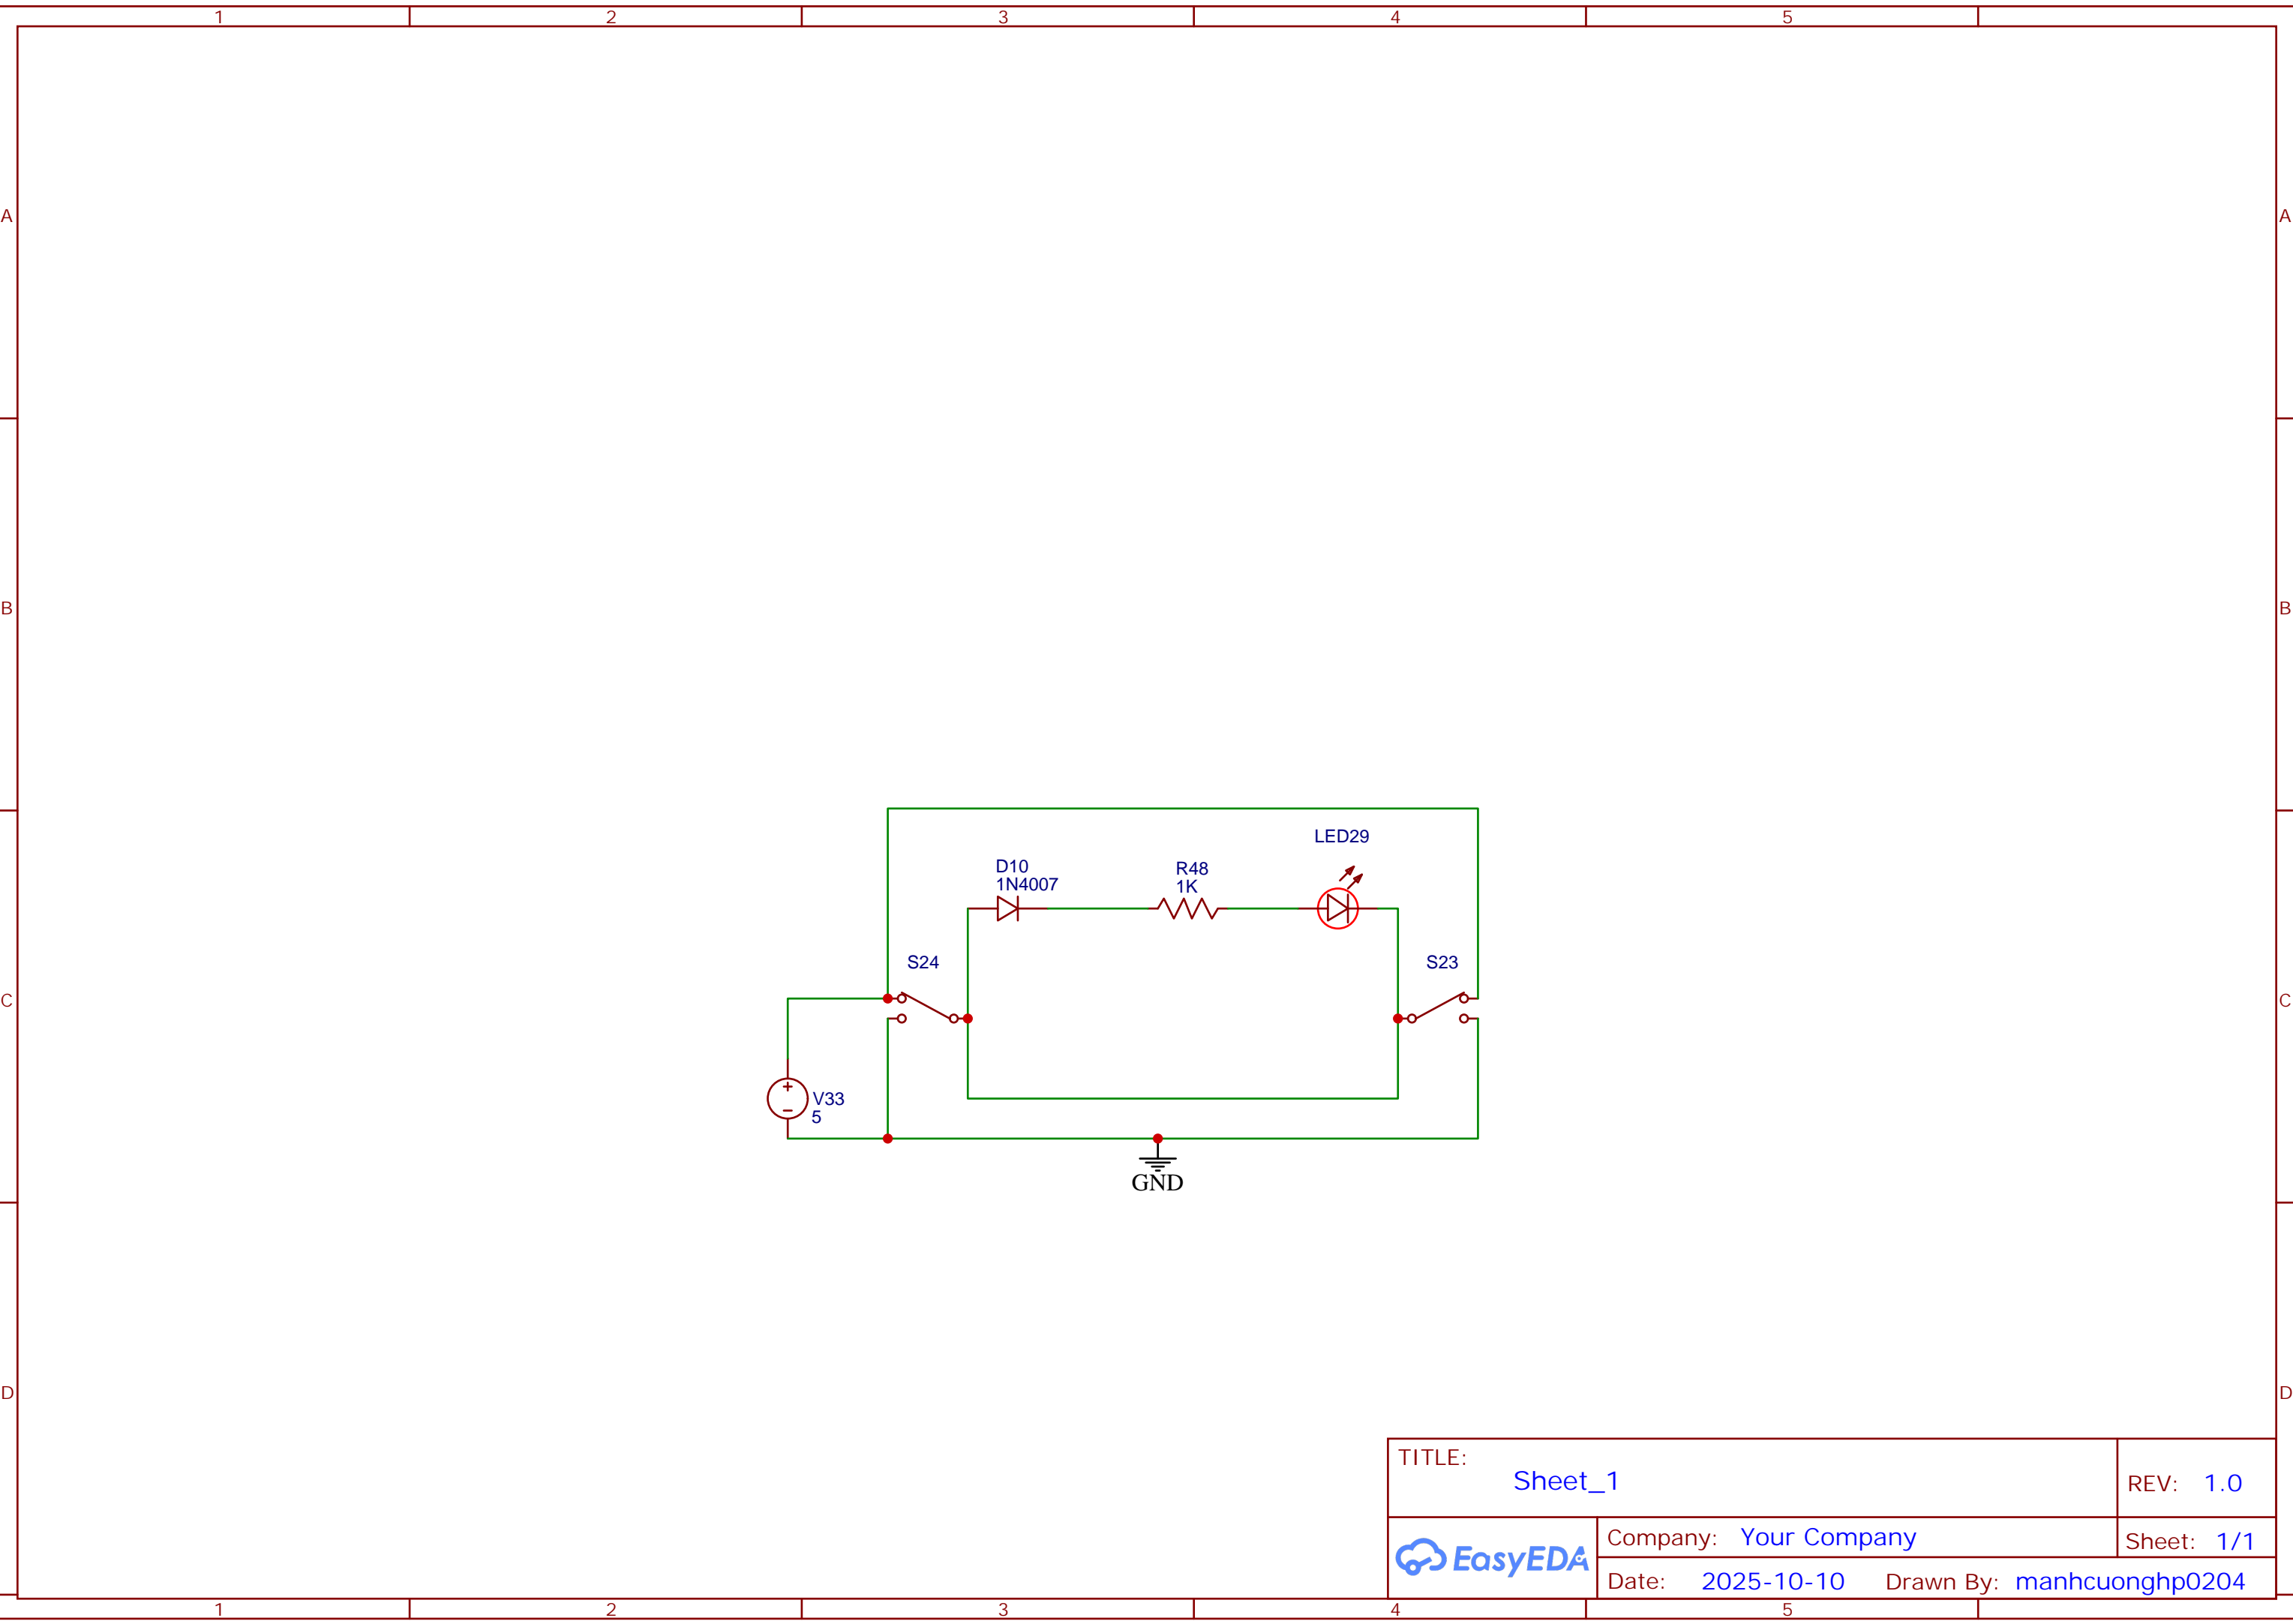 1 2 3 4 5
A A
B B
LED29
D10
1N4007
R48
1K
S24 S23
C C
+
V33
5
GND
D D
TITLE:
Sheet_1
REV: 1.0
EasyEDA
Company: Your Company
Sheet: 1/1
Date: 2025-10-10 Drawn By: manhcuonghp0204
1 2 3 4 5